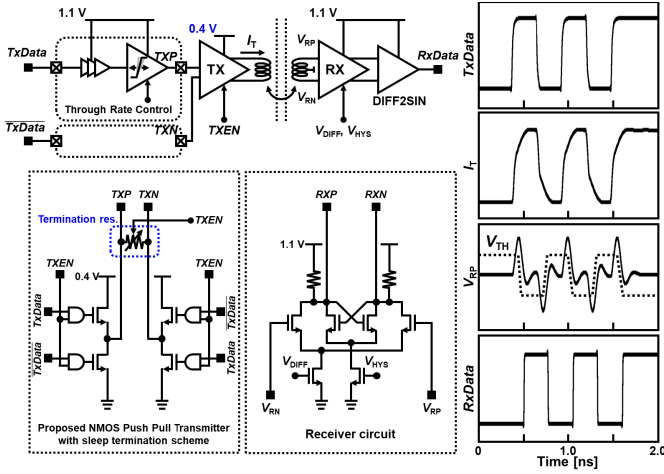 1.1 V
0.4 V
1.1 V
TxData
TXP
I_T
V_RP
RxData
TX
RX
Through Rate Control
V_RN
DIFF2SIN
TxData
TXN
TXEN
V_DIFF, V_HYS
TXP TXN
Termination res.
TXEN
TXEN
0.4 V
TXEN
TxData
TxData
TxData
TxData
Proposed NMOS Push Pull Transmitter
with sleep termination scheme
RXP RXN
1.1 V
V_DIFF
V_HYS
V_RN
V_RP
Receiver circuit
TxData
I_T
V_TH
V_RP
RxData
0 1.0 2.0
Time [ns]